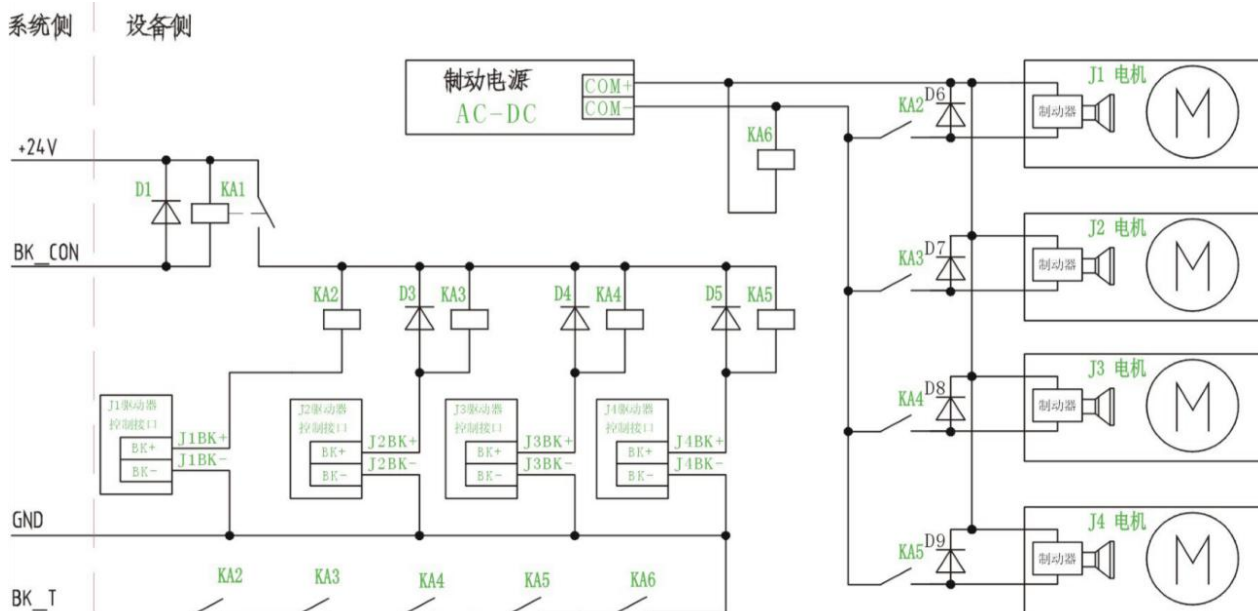 系统侧 设备侧
制动电源
AC-DC
COM+
COM-
KA6
+24V
D1
KA1
BK_CON
KA2
D3
KA3
D4
KA4
D5
KA5
J1驱动器
控制接口
BK+
BK-
J1BK+
J1BK-
J2驱动器
控制接口
BK+
BK-
J2BK+
J2BK-
J3驱动器
控制接口
BK+
BK-
J3BK+
J3BK-
J4驱动器
控制接口
BK+
BK-
J4BK+
J4BK-
GND
BK_T
KA2 KA3 KA4 KA5 KA6
KA2
D6
J1 电机
制动器
M
KA3
D7
J2 电机
制动器
M
KA4
D8
J3 电机
制动器
M
KA5
D9
J4 电机
制动器
M